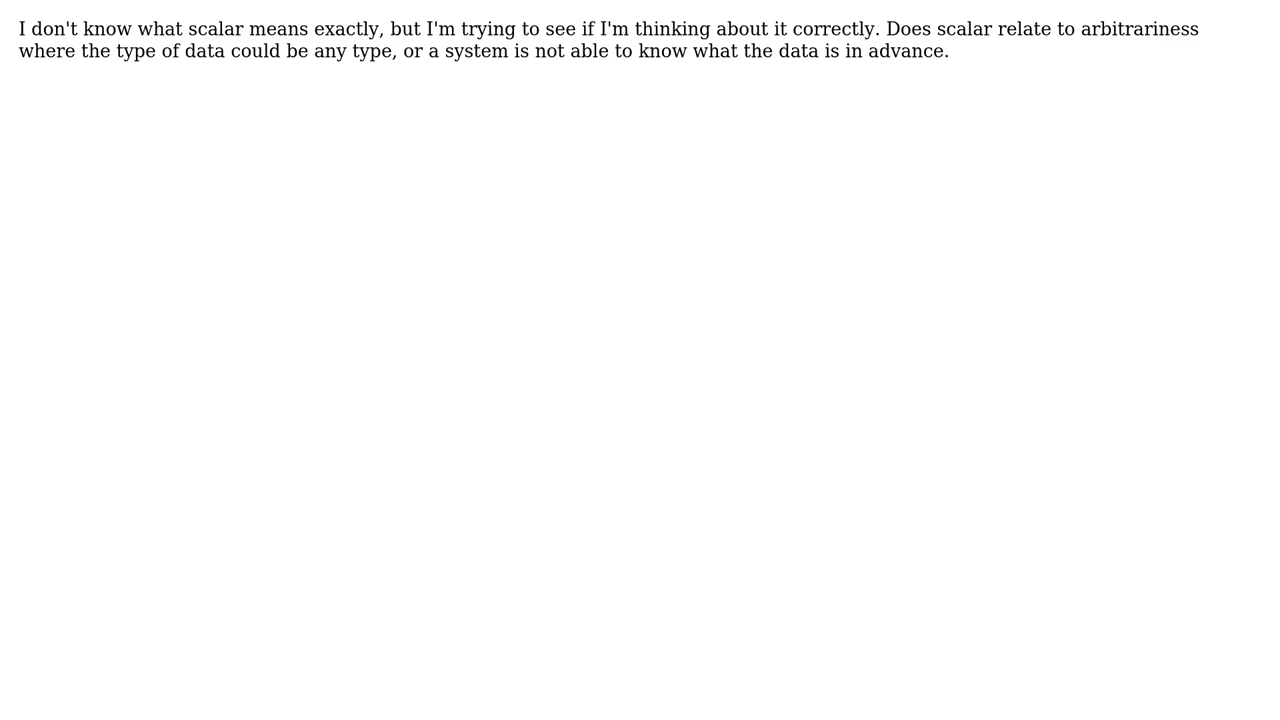 I don't know what scalar means exactly, but I'm trying to see if I'm thinking about it correctly. Does scalar relate to arbitrariness
where the type of data could be any type, or a system is not able to know what the data is in advance.